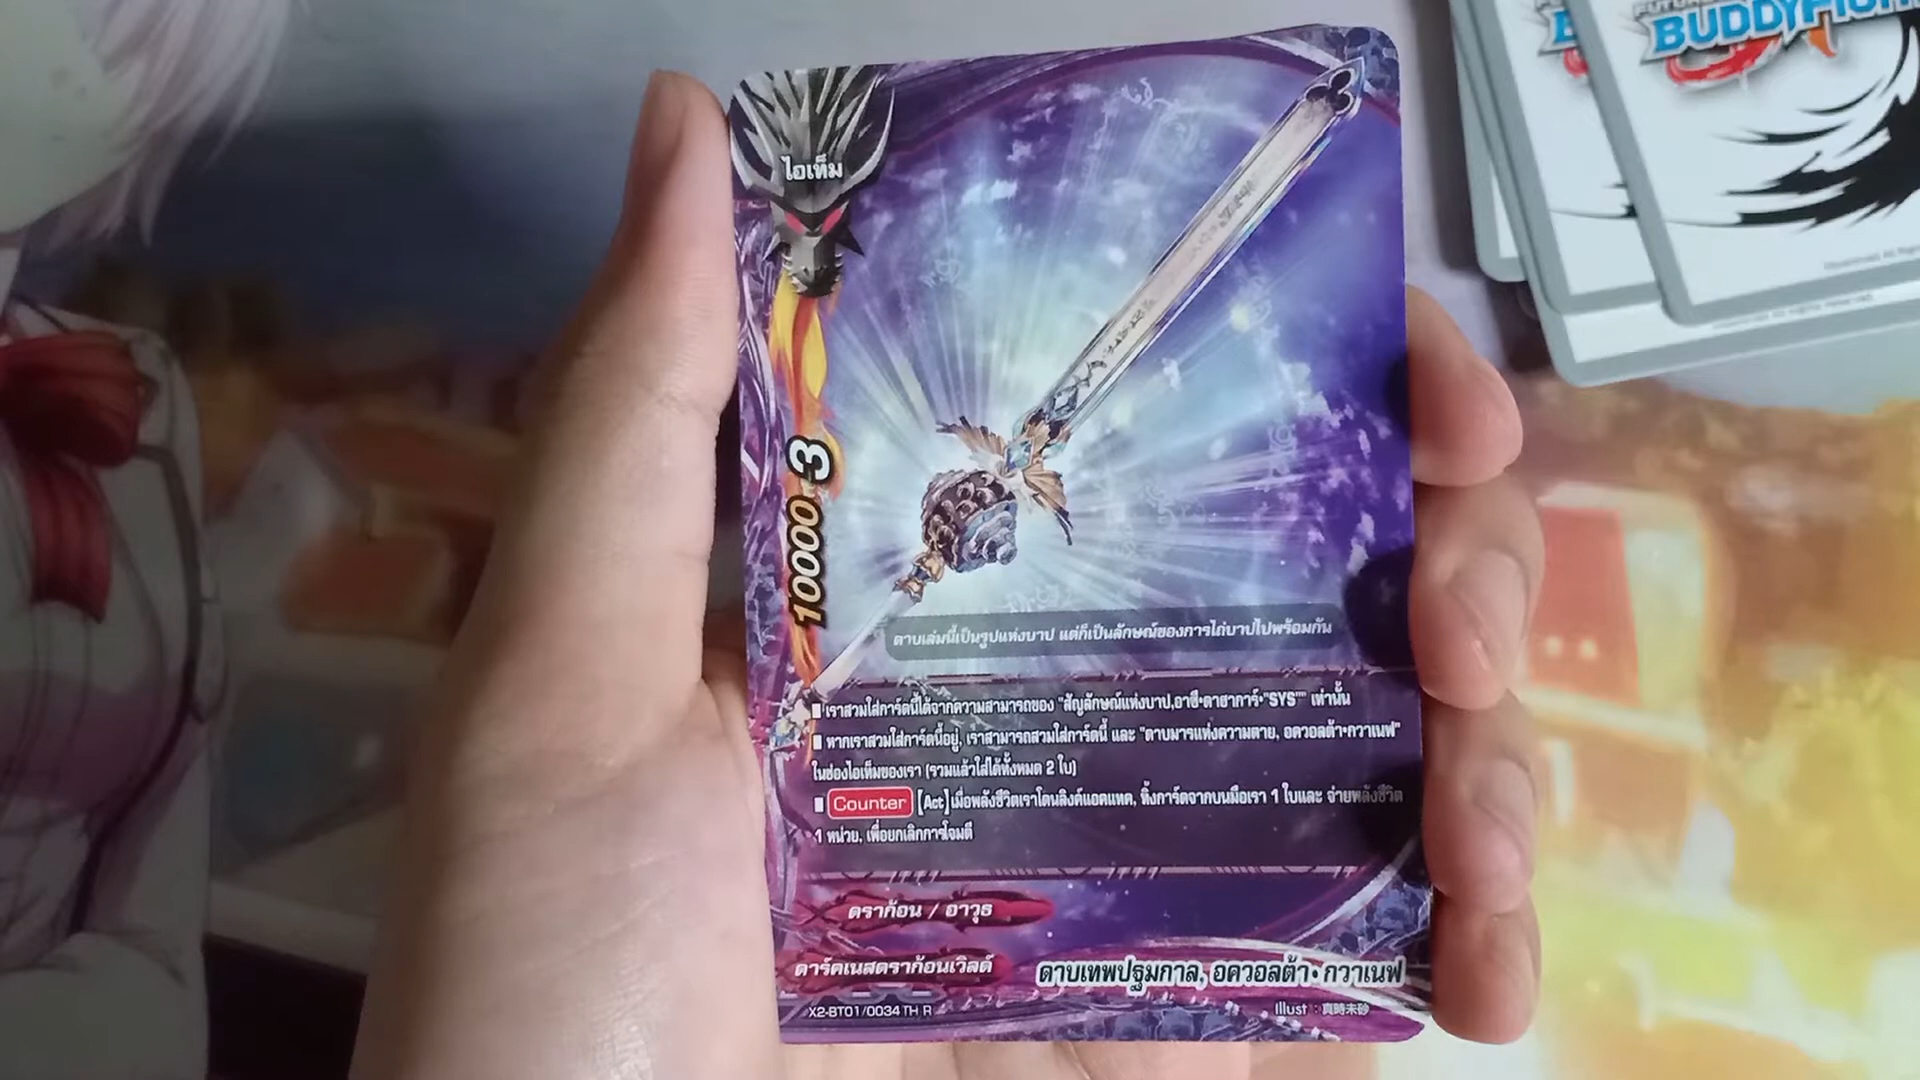 BUDDYFIGHT
ไอเท็ม
3
10000
ดาบเล่มนี้เป็นรูปแห่งบาป แต่ก็เป็นลักษณ์ของการไถ่บาปไปพร้อมกัน
■ เราสวมใส่การ์ดนี้ได้จากความสามารถของ "สัญลักษณ์แห่งบาป,อาซี•ดาฮาการ์•"SYS"" เท่านั้น
■ หากเราสวมใส่การ์ดนี้อยู่, เราสามารถสวมใส่การ์ดนี้ และ "ดาบมารแห่งความตาย, อควอลต้า•กวาเนฟ"
ในช่องไอเท็มของเรา (รวมแล้วใส่ได้ทั้งหมด 2 ใบ)
■ Counter [Act]เมื่อพลังชีวิตเราโดนลิงค์แอคแทค, ทิ้งการ์ดจากบนมือเรา 1 ใบและ จ่ายพลังชีวิต
1 หน่วย, เพื่อยกเลิกการโจมตี
ดราก้อน / อาวุธ
ดาร์คเนสดราก้อนเวิลด์
ดาบเทพปฐมกาล, อควอลต้า• กวาเนฟ
X2-BT01/0034 TH R
Illust : 真時未砂